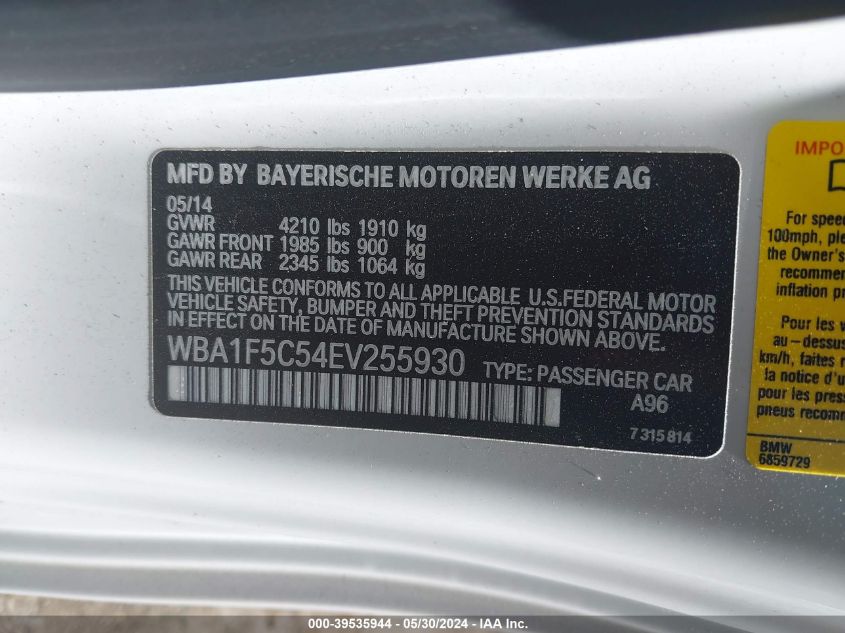 MFD BY BAYERISCHE MOTOREN WERKE AG
05/14
GVWR 4210 lbs 1910 kg
GAWR FRONT 1985 lbs 900 kg
GAWR REAR 2345 lbs 1064 kg
THIS VEHICLE CONFORMS TO ALL APPLICABLE U.S.FEDERAL MOTOR
VEHICLE SAFETY, BUMPER AND THEFT PREVENTION STANDARDS
IN EFFECT ON THE DATE OF MANUFACTURE SHOWN ABOVE.
WBA1F5C54EV255930 TYPE: PASSENGER CAR
A96
7 315 814
IMPO
For speed
100mph, ple
the Owner's
recommen
inflation pr
Pour les v
au-dessus
km/h, faites r
la notice d'u
pour les pres
pneus recomm
BMW
6859729
000-39535944 - 05/30/2024 - © IAA, Inc.